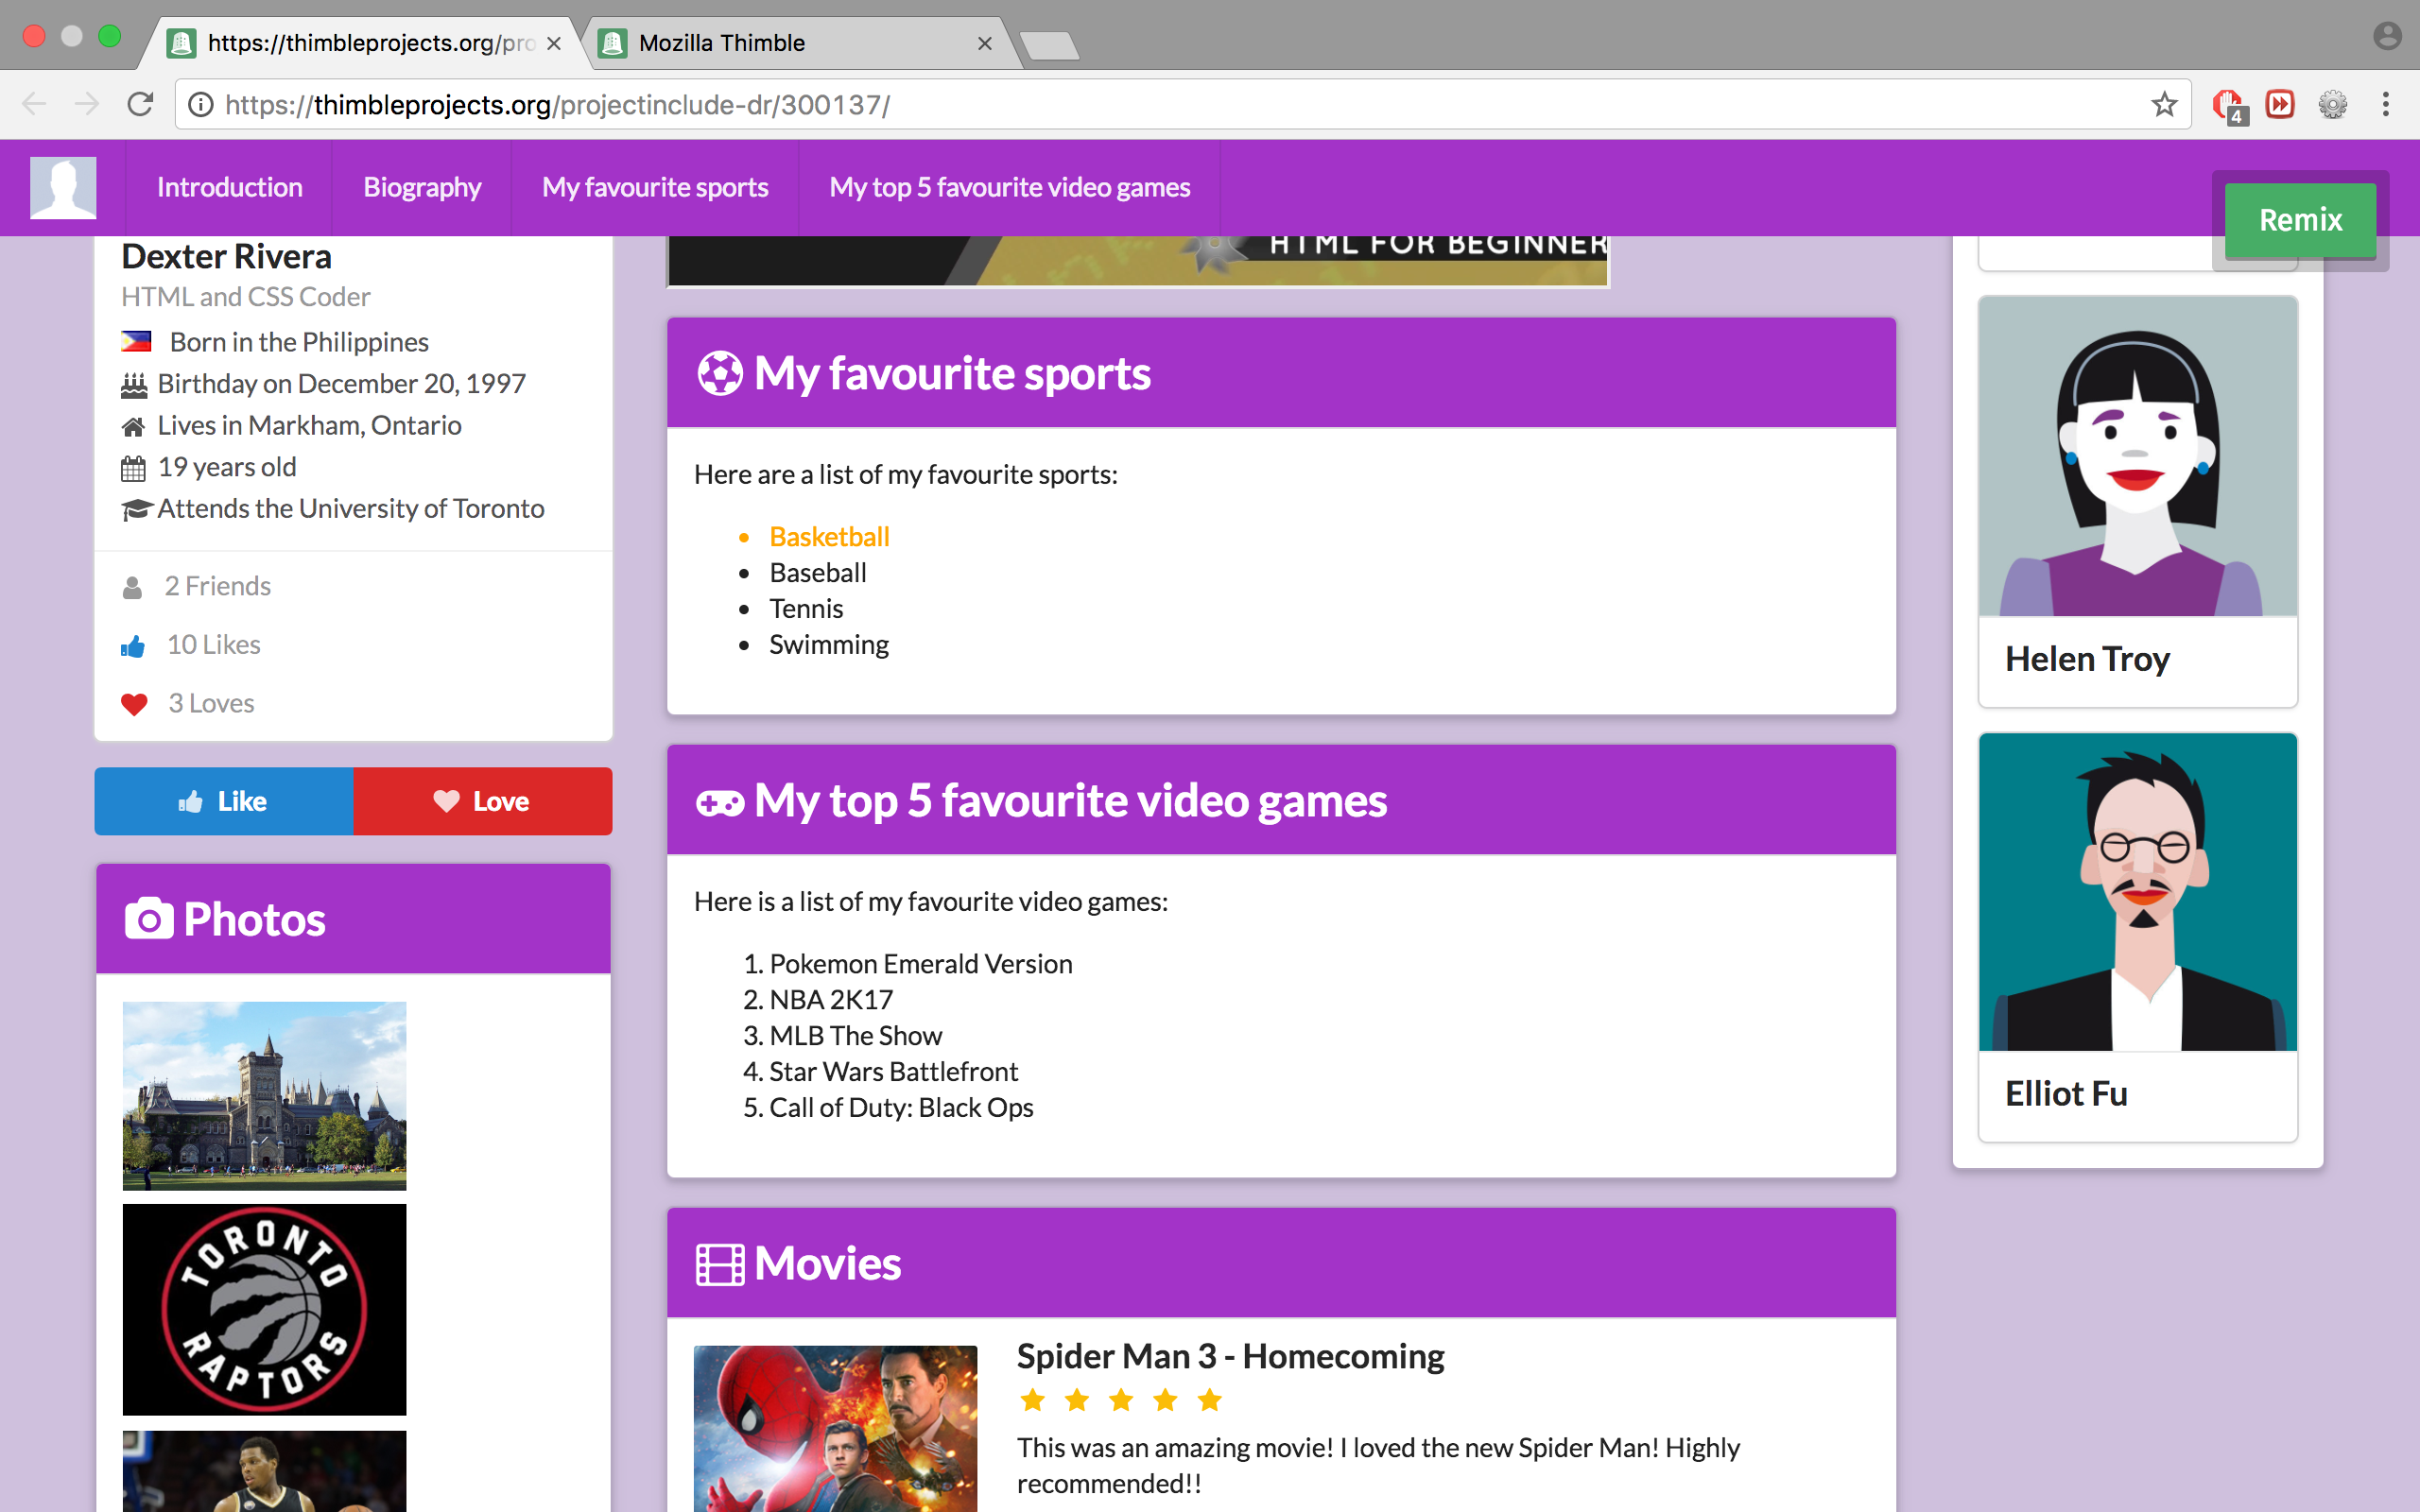 https://thimbleprojects.org/pro
Mozilla Thimble
https://thimbleprojects.org/projectinclude-dr/300137/
4
Introduction
Biography
My favourite sports
My top 5 favourite video games
Remix
Dexter Rivera
HTML and CSS Coder
Born in the Philippines
Birthday on December 20, 1997
Lives in Markham, Ontario
19 years old
Attends the University of Toronto
2 Friends
10 Likes
3 Loves
Like
Love
Photos
TORONTO
RAPTORS
HTML FOR BEGINNER
My favourite sports
Here are a list of my favourite sports:
• Basketball
• Baseball
• Tennis
• Swimming
My top 5 favourite video games
Here is a list of my favourite video games:
1. Pokemon Emerald Version
2. NBA 2K17
3. MLB The Show
4. Star Wars Battlefront
5. Call of Duty: Black Ops
Movies
Spider Man 3 - Homecoming
This was an amazing movie! I loved the new Spider Man! Highly
recommended!!
Helen Troy
Elliot Fu